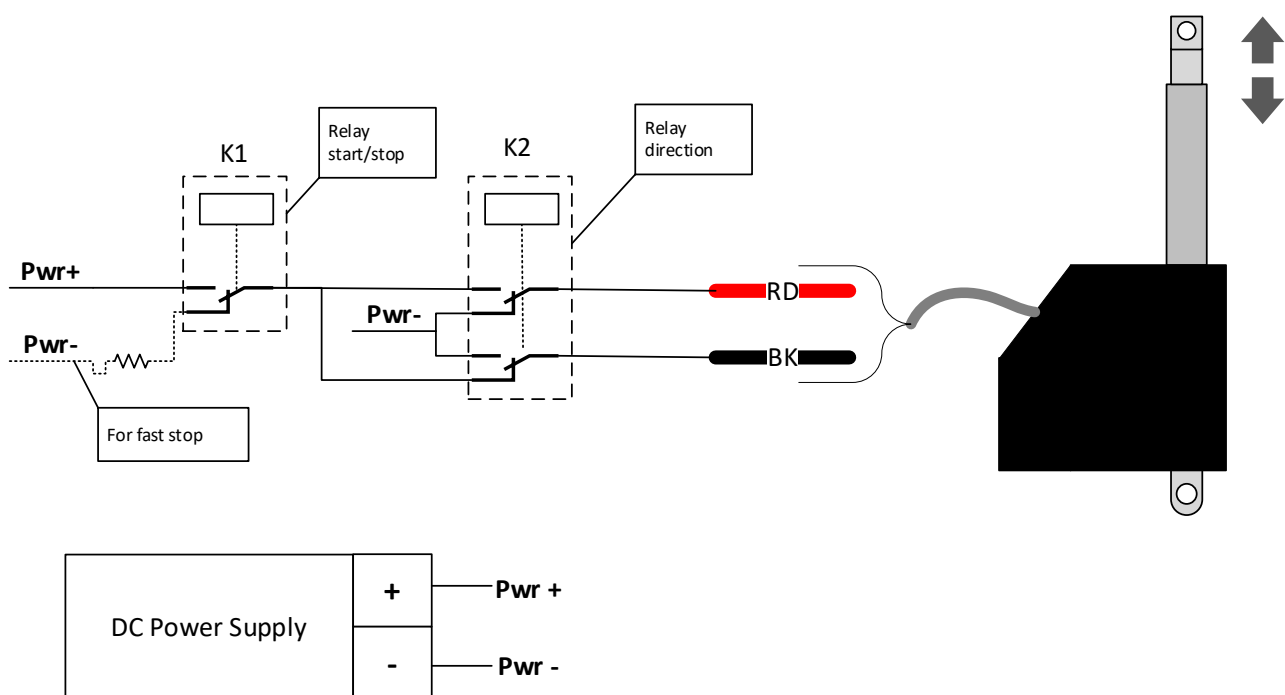 K1
Relay
start/stop
K2
Relay
direction
Pwr+
Pwr-
RD
Pwr-
BK
For fast stop
DC Power Supply
+
Pwr +
-
Pwr -